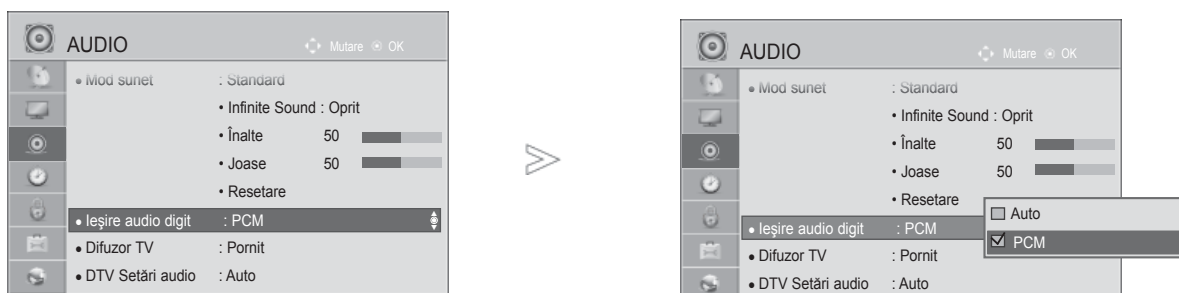 AUDIO
Mutare OK
• Mod sunet : Standard
• Infinite Sound : Oprit
• Înalte 50
• Joase 50
• Resetare
• Ieşire audio digit : PCM
• Difuzor TV : Pornit
• DTV Setări audio : Auto
AUDIO
Mutare OK
• Mod sunet : Standard
• Infinite Sound : Oprit
• Înalte 50
• Joase 50
• Resetare
• Ieşire audio digit : PCM
• Difuzor TV : Pornit
• DTV Setări audio : Auto
Auto
PCM